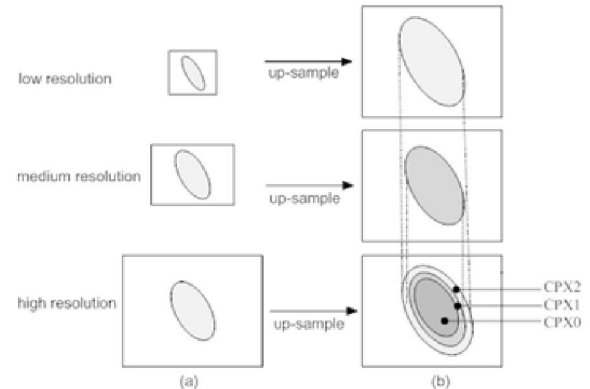 low resolution
up-sample
medium resolution
up-sample
high resolution
up-sample
CPX2
CPX1
CPX0
(a)
(b)